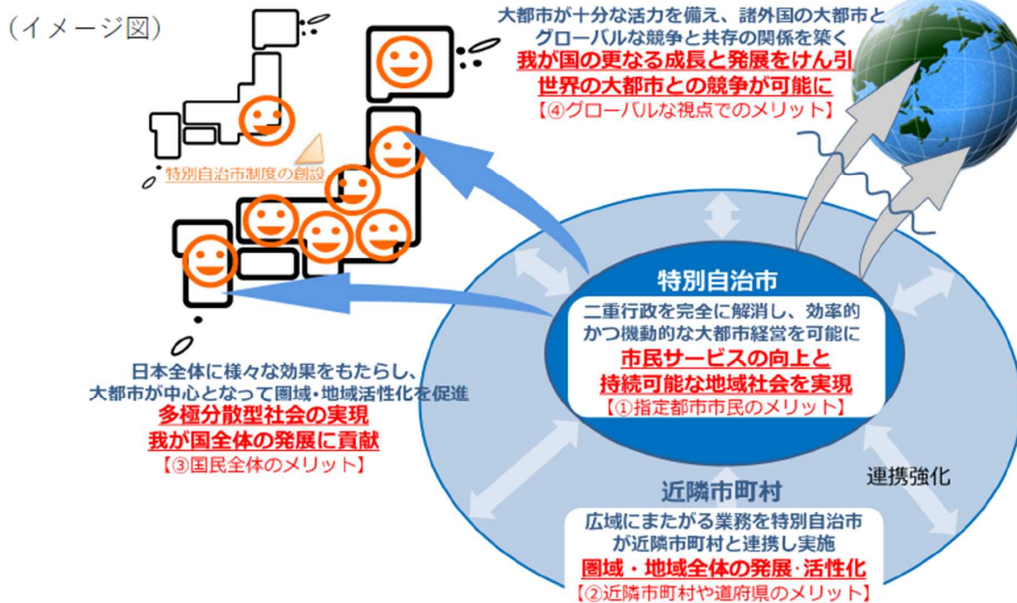 (イメージ図)
特別自治市制度の創設
大都市が十分な活力を備え、諸外国の大都市と
グローバルな競争と共存の関係を築く
我が国の更なる成長と発展をけん引
世界の大都市との競争が可能に
【④グローバルな視点でのメリット】
特別自治市
二重行政を完全に解消し、効率的
かつ機動的な大都市経営を可能に
市民サービスの向上と
持続可能な地域社会を実現
【①指定都市市民のメリット】
日本全体に様々な効果をもたらし、
大都市が中心となって圏域・地域活性化を促進
多極分散型社会の実現
我が国全体の発展に貢献
【③国民全体のメリット】
連携強化
近隣市町村
広域にまたがる業務を特別自治市
が近隣市町村と連携し実施
圏域・地域全体の発展・活性化
【②近隣市町村や道府県のメリット】